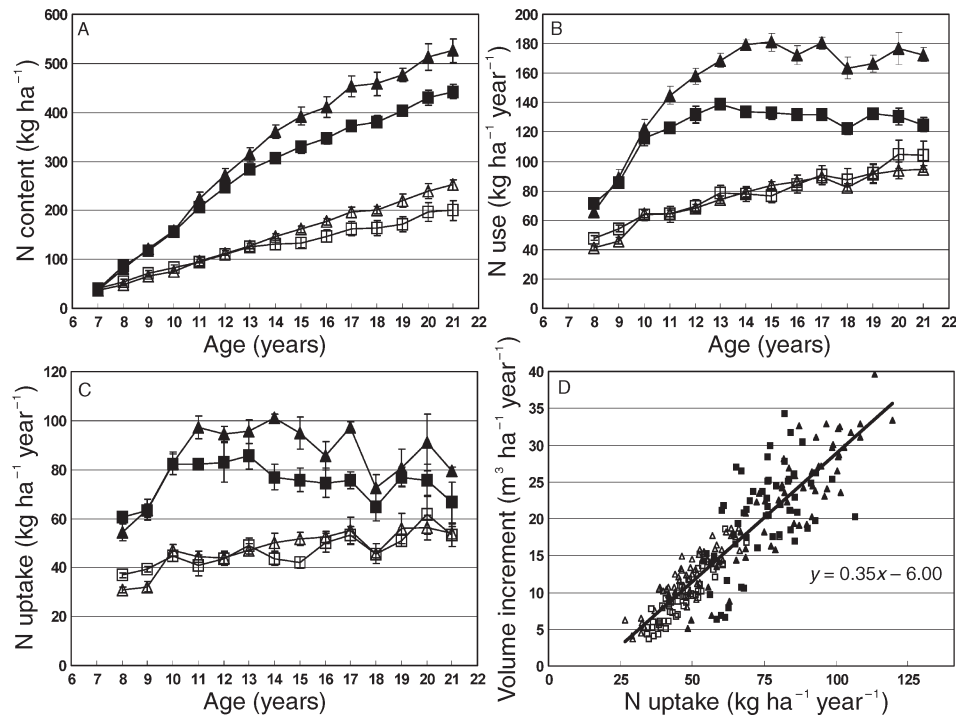 A
N content (kg ha⁻¹)
600
500
400
300
200
100
0
6 7 8 9 10 11 12 13 14 15 16 17 18 19 20 21 22
Age (years)
B
N use (kg ha⁻¹ year⁻¹)
200
180
160
140
120
100
80
60
40
20
0
6 7 8 9 10 11 12 13 14 15 16 17 18 19 20 21 22
Age (years)
C
N uptake (kg ha⁻¹ year⁻¹)
120
100
80
60
40
20
0
6 7 8 9 10 11 12 13 14 15 16 17 18 19 20 21 22
Age (years)
D
Volume increment (m³ ha⁻¹ year⁻¹)
40
35
30
25
20
15
10
5
0
y = 0.35x − 6.00
0 25 50 75 100 125
N uptake (kg ha⁻¹ year⁻¹)